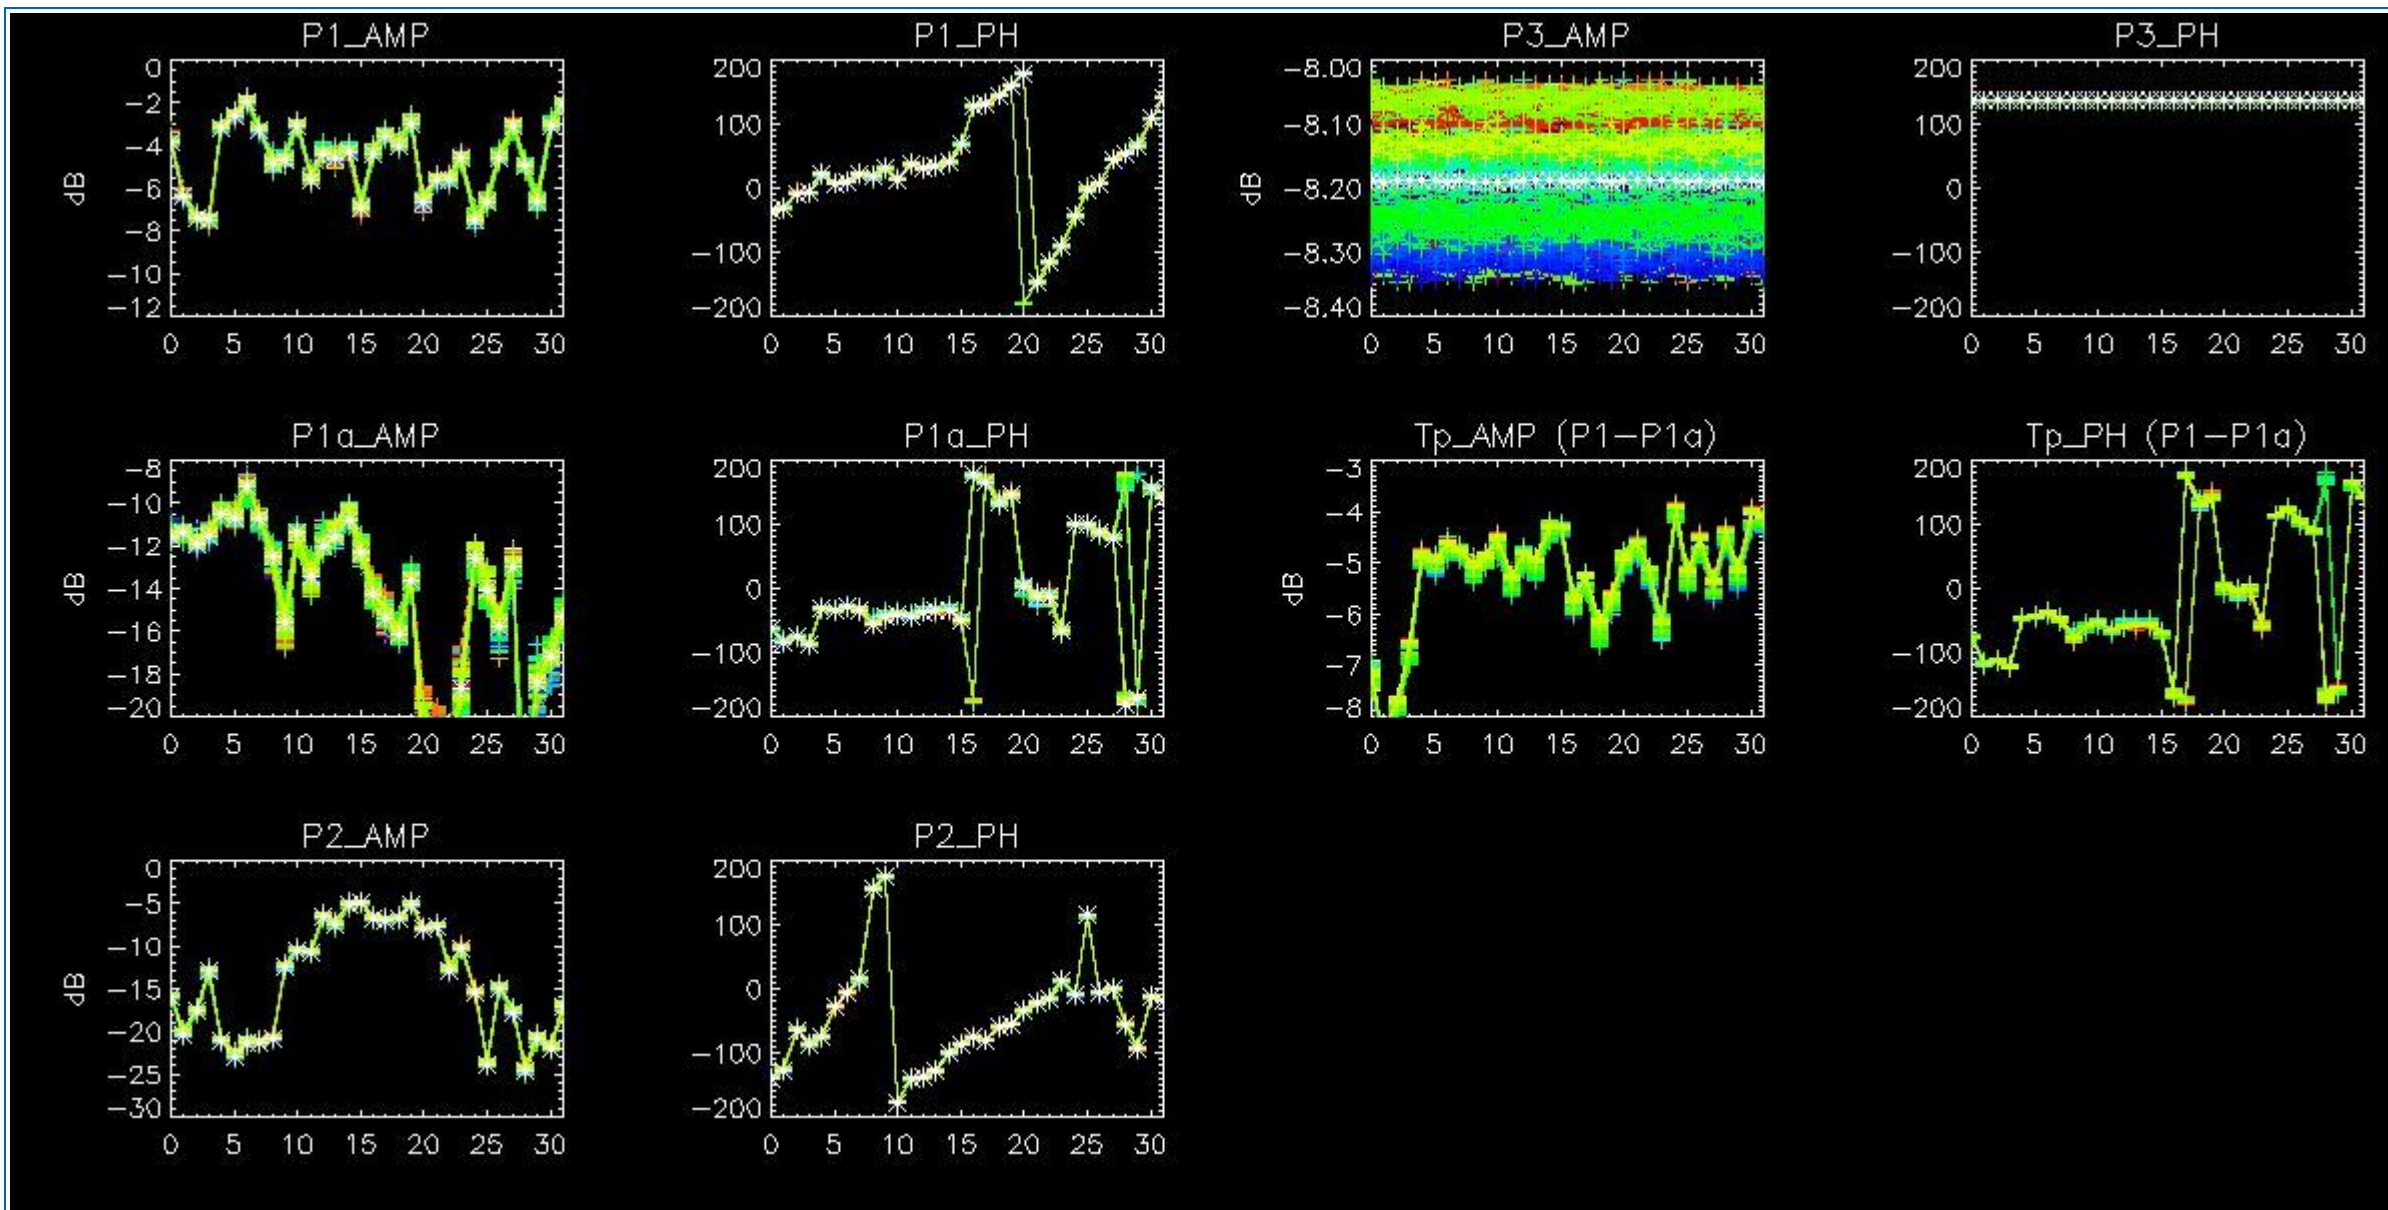 P1_AMP
P1_PH
P3_AMP
P3_PH
0
−2
−4
−6
−8
−10
−12
dB
0 5 10 15 20 25 30
200
100
0
−100
−200
0 5 10 15 20 25 30
−8.00
−8.10
−8.20
−8.30
−8.40
dB
0 5 10 15 20 25 30
200
100
0
−100
−200
0 5 10 15 20 25 30
P1a_AMP
P1a_PH
Tp_AMP (P1−P1a)
Tp_PH (P1−P1a)
−8
−10
−12
−14
−16
−18
−20
dB
0 5 10 15 20 25 30
200
100
0
−100
−200
0 5 10 15 20 25 30
−3
−4
−5
−6
−7
−8
dB
0 5 10 15 20 25 30
200
100
0
−100
−200
0 5 10 15 20 25 30
P2_AMP
P2_PH
0
−5
−10
−15
−20
−25
−30
dB
0 5 10 15 20 25 30
200
100
0
−100
−200
0 5 10 15 20 25 30